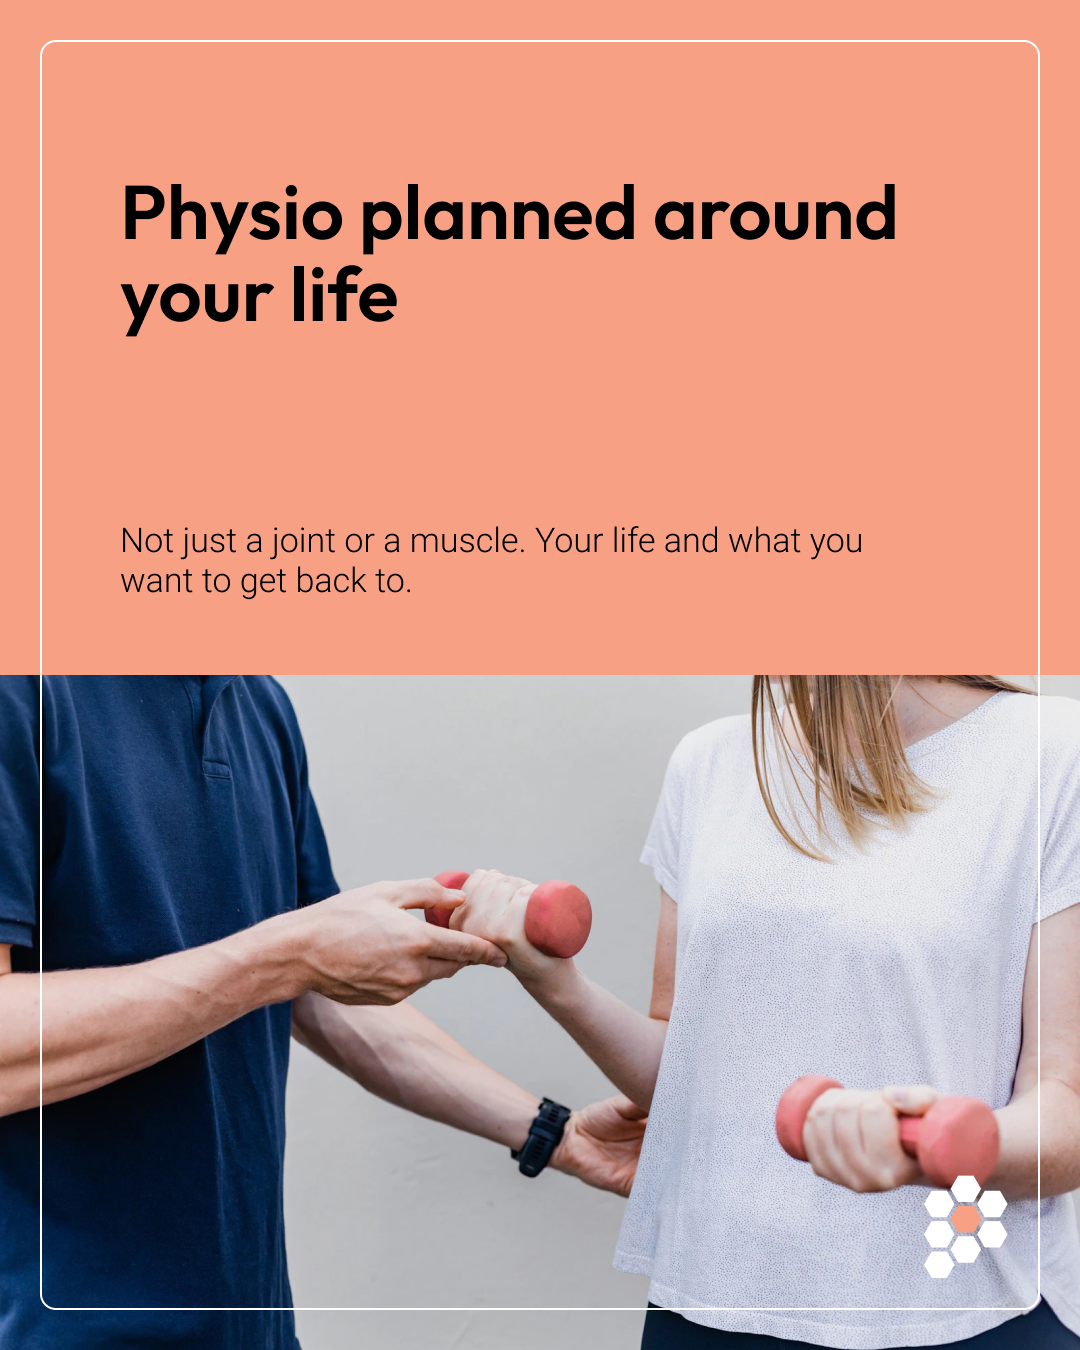 Physio planned around
your life
Not just a joint or a muscle. Your life and what you
want to get back to.